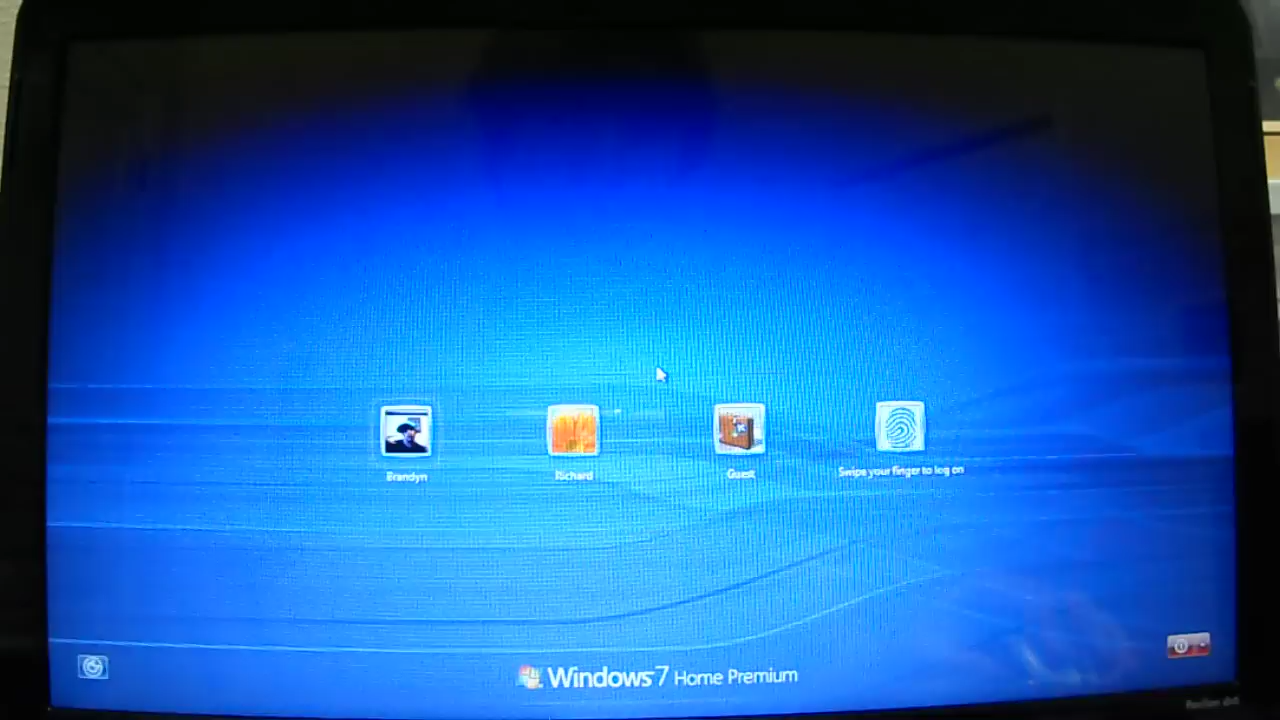 Brandyn
Richard
Guest
Swipe your finger to log on
Windows 7 Home Premium